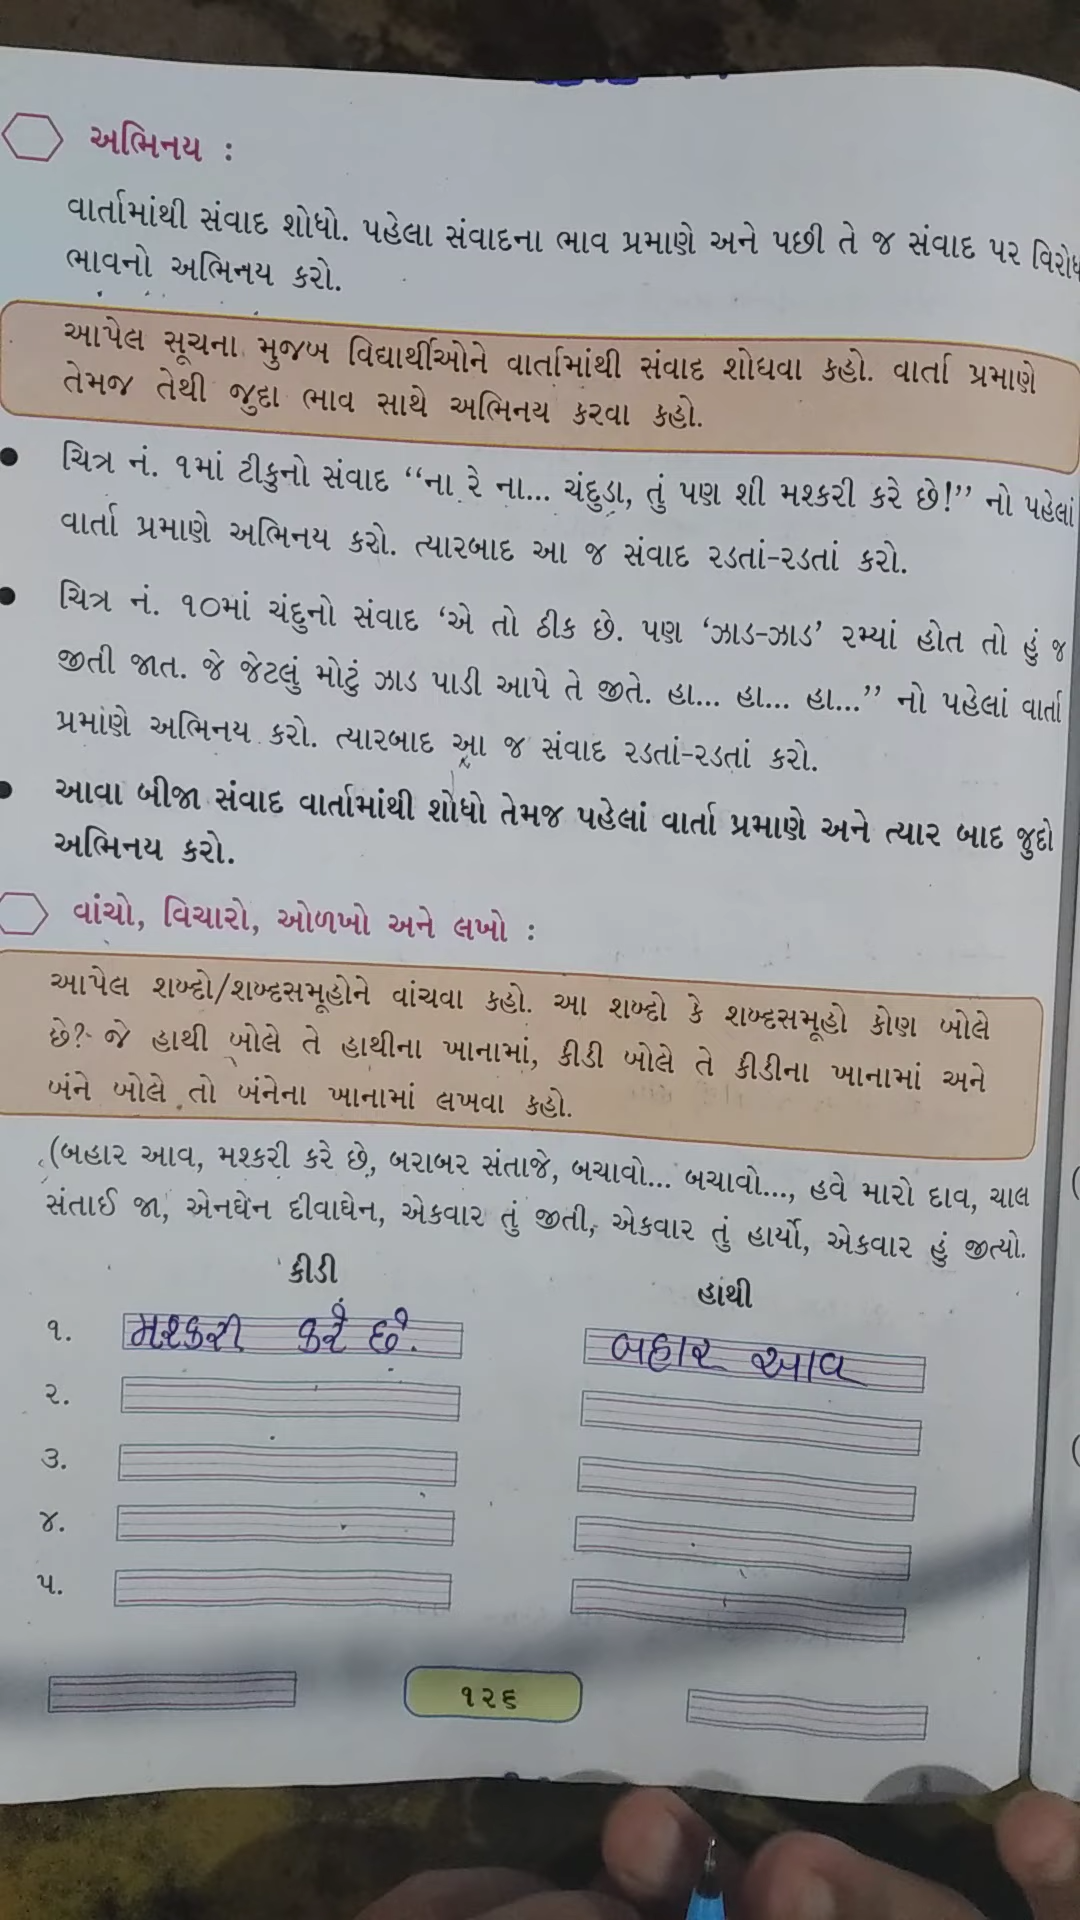 અભિનય :
વાર્તામાંથી સંવાદ શોધો. પહેલા સંવાદના ભાવ પ્રમાણે અને પછી તે જ સંવાદ પર વિરોધ
ભાવનો અભિનય કરો.
આપેલ સૂચના મુજબ વિદ્યાર્થીઓને વાર્તામાંથી સંવાદ શોધવા કહો. વાર્તા પ્રમાણે
તેમજ તેથી જુદા ભાવ સાથે અભિનય કરવા કહો.
• ચિત્ર નં. ૧માં ટીકુનો સંવાદ “ના રે ના... ચંદુડા, તું પણ શી મશ્કરી કરે છે!” નો પહેલાં
વાર્તા પ્રમાણે અભિનય કરો. ત્યારબાદ આ જ સંવાદ રડતાં-રડતાં કરો.
• ચિત્ર નં. ૧૦માં ચંદુનો સંવાદ ‘એ તો ઠીક છે. પણ ‘ઝાડ-ઝાડ’ રમ્યાં હોત તો હું જ
જીતી જાત. જે જેટલું મોટું ઝાડ પાડી આપે તે જીતે. હા... હા... હા...” નો પહેલાં વાર્તા
પ્રમાણે અભિનય કરો. ત્યારબાદ આ જ સંવાદ રડતાં-રડતાં કરો.
• આવા બીજા સંવાદ વાર્તામાંથી શોધો તેમજ પહેલાં વાર્તા પ્રમાણે અને ત્યાર બાદ જુદો
અભિનય કરો.
વાંચો, વિચારો, ઓળખો અને લખો :
આપેલ શબ્દો/શબ્દસમૂહોને વાંચવા કહો. આ શબ્દો કે શબ્દસમૂહો કોણ બોલે
છે? જે હાથી બોલે તે હાથીના ખાનામાં, કીડી બોલે તે કીડીના ખાનામાં અને
બંને બોલે તો બંનેના ખાનામાં લખવા કહો.
(બહાર આવ, મશ્કરી કરે છે, બરાબર સંતાજે, બચાવો... બચાવો..., હવે મારો દાવ, ચાલ
સંતાઈ જા, એનઘેન દીવાઘેન, એકવાર તું જીતી, એકવાર તું હાર્યો, એકવાર હું જીત્યો.
કીડી હાથી
૧. મશ્કરી કરે છે. બહાર આવ
૨.
૩.
૪.
૫.
૧૨૬